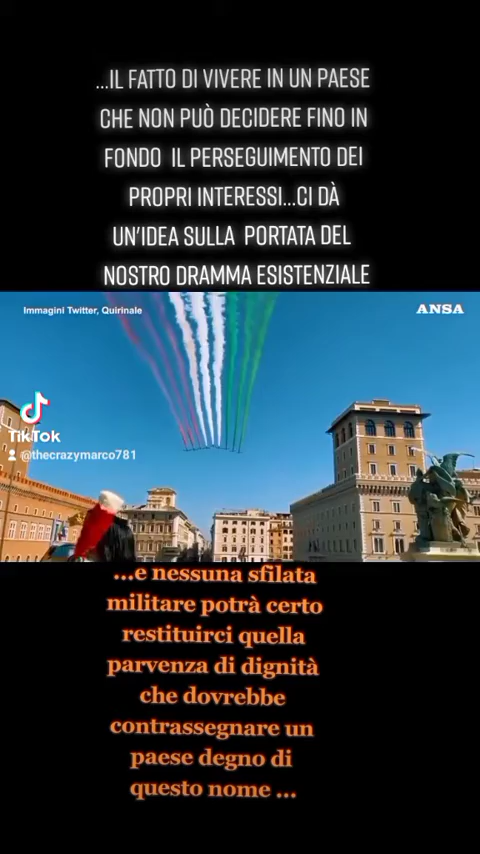 ...IL FATTO DI VIVERE IN UN PAESE
CHE NON PUÒ DECIDERE FINO IN
FONDO IL PERSEGUIMENTO DEI
PROPRI INTERESSI...CI DÀ
UN'IDEA SULLA PORTATA DEL
NOSTRO DRAMMA ESISTENZIALE
Immagini Twitter, Quirinale
ANSA
TikTok
@thecrazymarco781
...e nessuna sfilata
militare potrà certo
restituirci quella
parvenza di dignità
che dovrebbe
contrassegnare un
paese degno di
questo nome ...